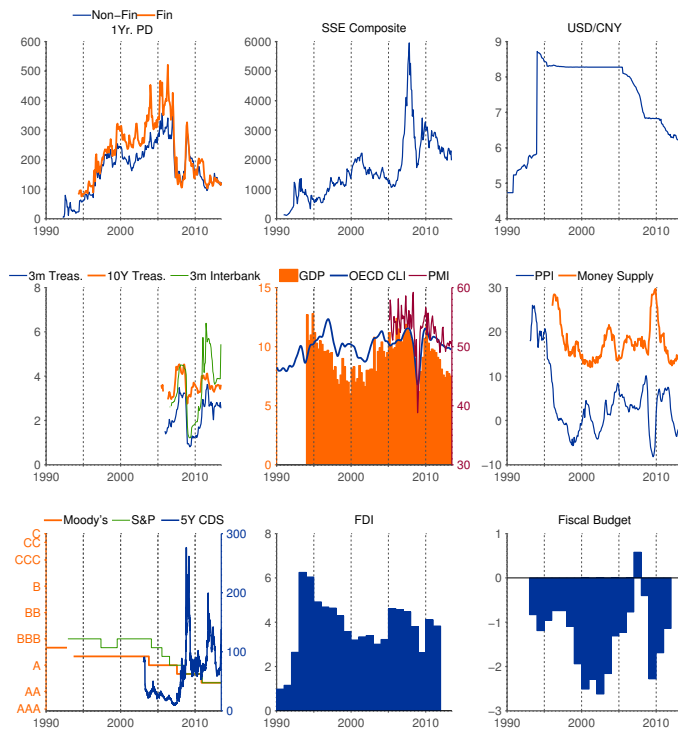 Non−Fin Fin
1Yr. PD
SSE Composite
USD/CNY
600
500
400
300
200
100
0
1990 2000 2010
6000
5000
4000
3000
2000
1000
0
1990 2000 2010
9
8
7
6
5
4
1990 2000 2010
3m Treas. 10Y Treas. 3m Interbank
GDP OECD CLI PMI
PPI Money Supply
8
6
4
2
0
1990 2000 2010
15
10
5
0
60
50
40
30
1990 2000 2010
30
20
10
0
−10
1990 2000 2010
Moody's S&P 5Y CDS
FDI
Fiscal Budget
C
CC
CCC
B
BB
BBB
A
AA
AAA
300
200
100
0
1990 2000 2010
8
6
4
2
0
1990 2000 2010
1
0
−1
−2
−3
1990 2000 2010